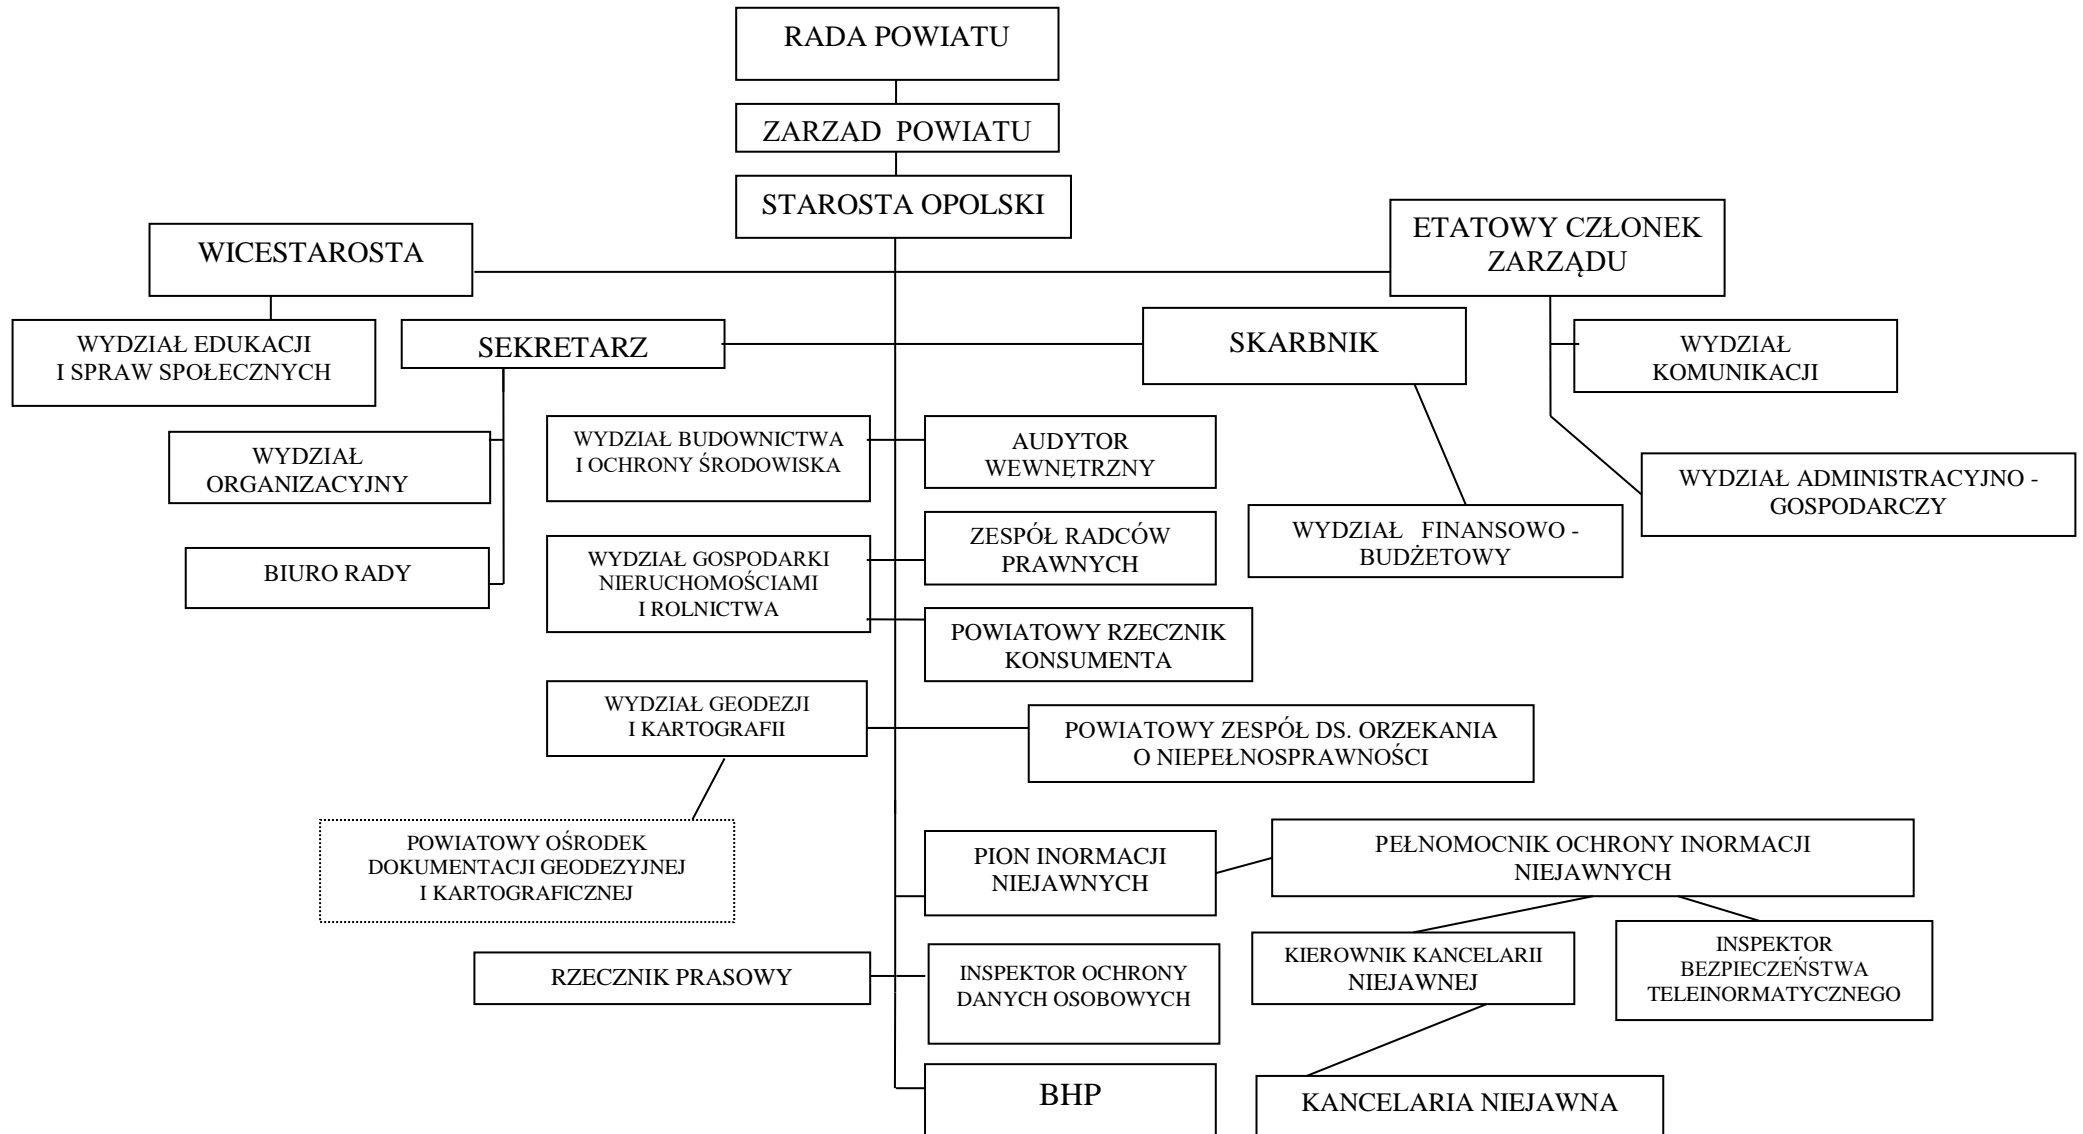 RADA POWIATU
ZARZĄD POWIATU
STAROSTA OPOLSKI
WICESTAROSTA
ETATOWY CZŁONEK
ZARZĄDU
WYDZIAŁ EDUKACJI
I SPRAW SPOŁECZNYCH
SEKRETARZ
SKARBNIK
WYDZIAŁ
KOMUNIKACJI
WYDZIAŁ
ORGANIZACYJNY
WYDZIAŁ BUDOWNICTWA
I OCHRONY ŚRODOWISKA
AUDYTOR
WEWNĘTRZNY
WYDZIAŁ ADMINISTRACYJNO -
GOSPODARCZY
BIURO RADY
WYDZIAŁ GOSPODARKI
NIERUCHOMOŚCIAMI
I ROLNICTWA
ZESPÓŁ RADCÓW
PRAWNYCH
WYDZIAŁ FINANSOWO -
BUDŻETOWY
POWIATOWY RZECZNIK
KONSUMENTA
WYDZIAŁ GEODEZJI
I KARTOGRAFII
POWIATOWY ZESPÓŁ DS. ORZEKANIA
O NIEPEŁNOSPRAWNOŚCI
POWIATOWY OŚRODEK
DOKUMENTACJI GEODEZYJNEJ
I KARTOGRAFICZNEJ
PION INORMACJI
NIEJAWNYCH
PEŁNOMOCNIK OCHRONY INORMACJI
NIEJAWNYCH
RZECZNIK PRASOWY
INSPEKTOR OCHRONY
DANYCH OSOBOWYCH
KIEROWNIK KANCELARII
NIEJAWNEJ
INSPEKTOR
BEZPIECZEŃSTWA
TELEINORMATYCZNEGO
BHP
KANCELARIA NIEJAWNA